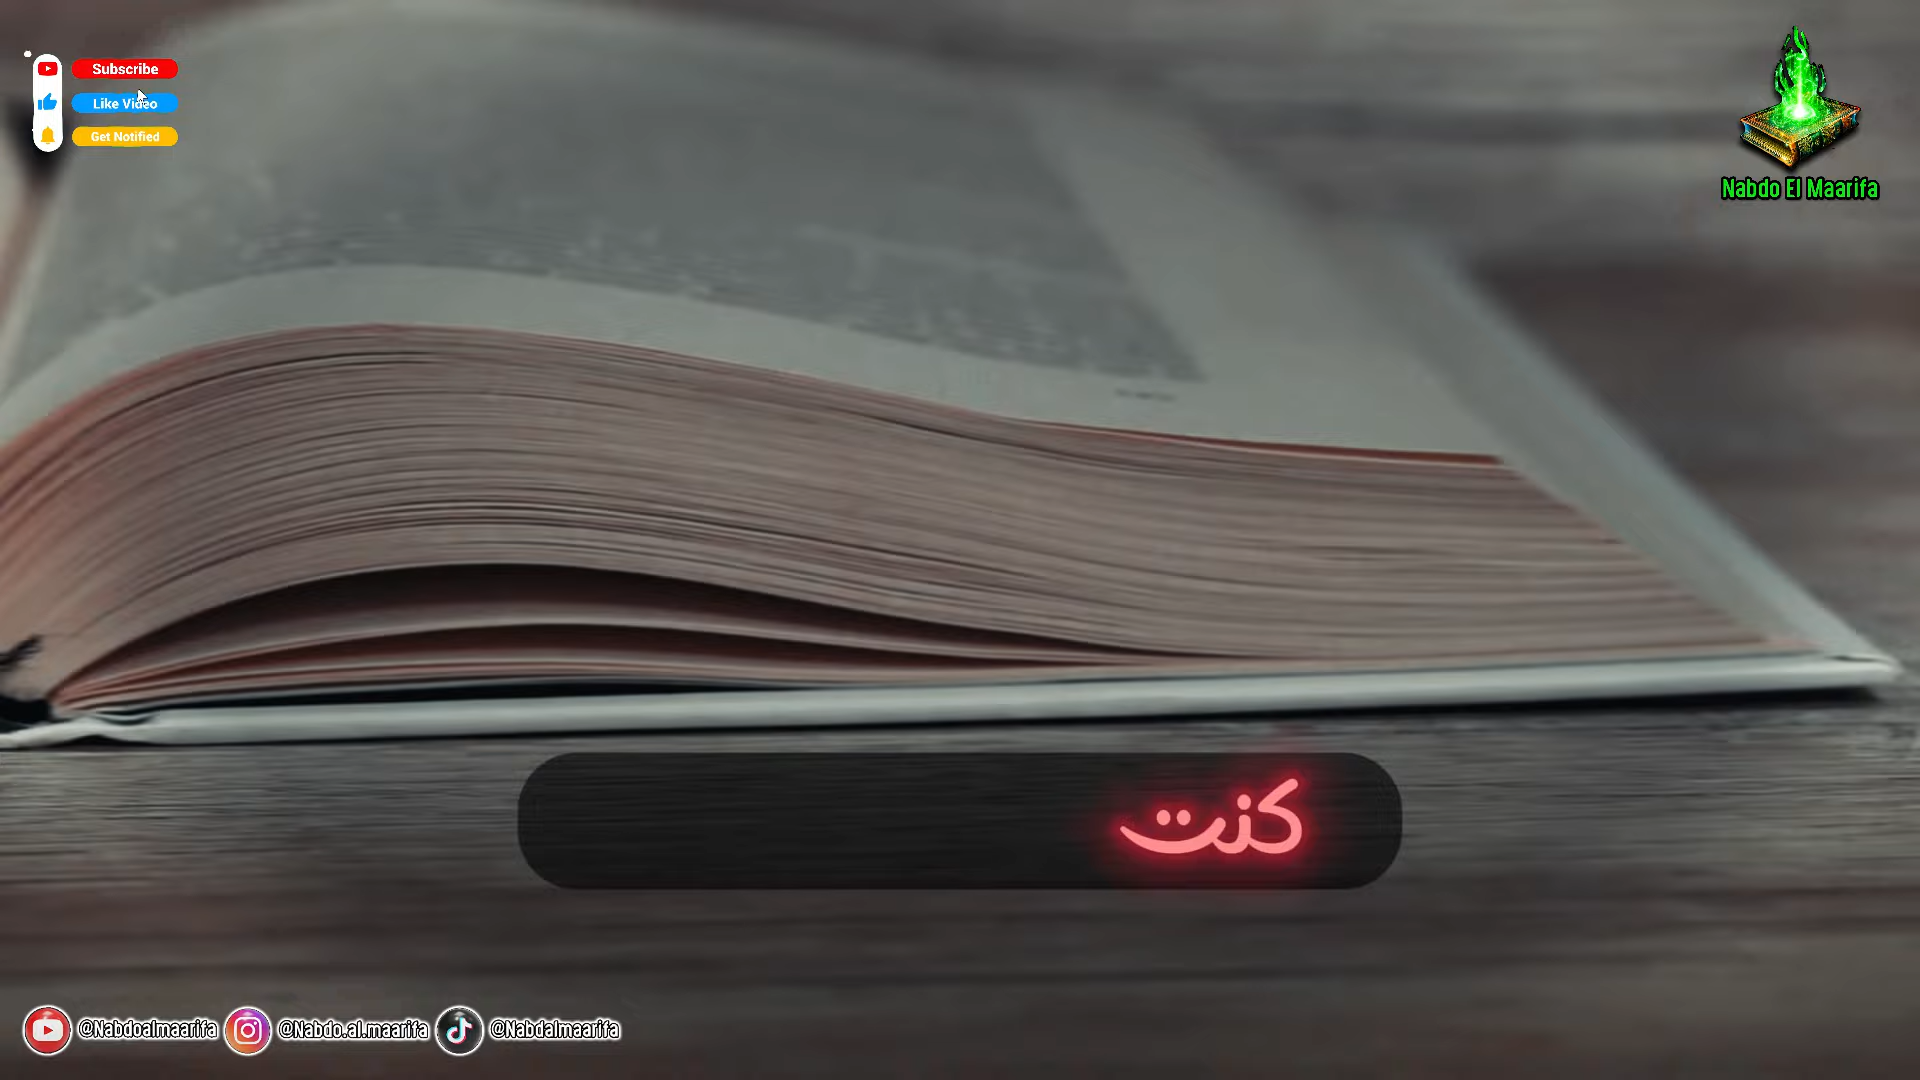 Subscribe
Like Video
Get Notified
Nabdo El Maarifa
كنت
@Nabdoalmaarifa
@Nabdo.al.maarifa
@Nabdalmaarifa